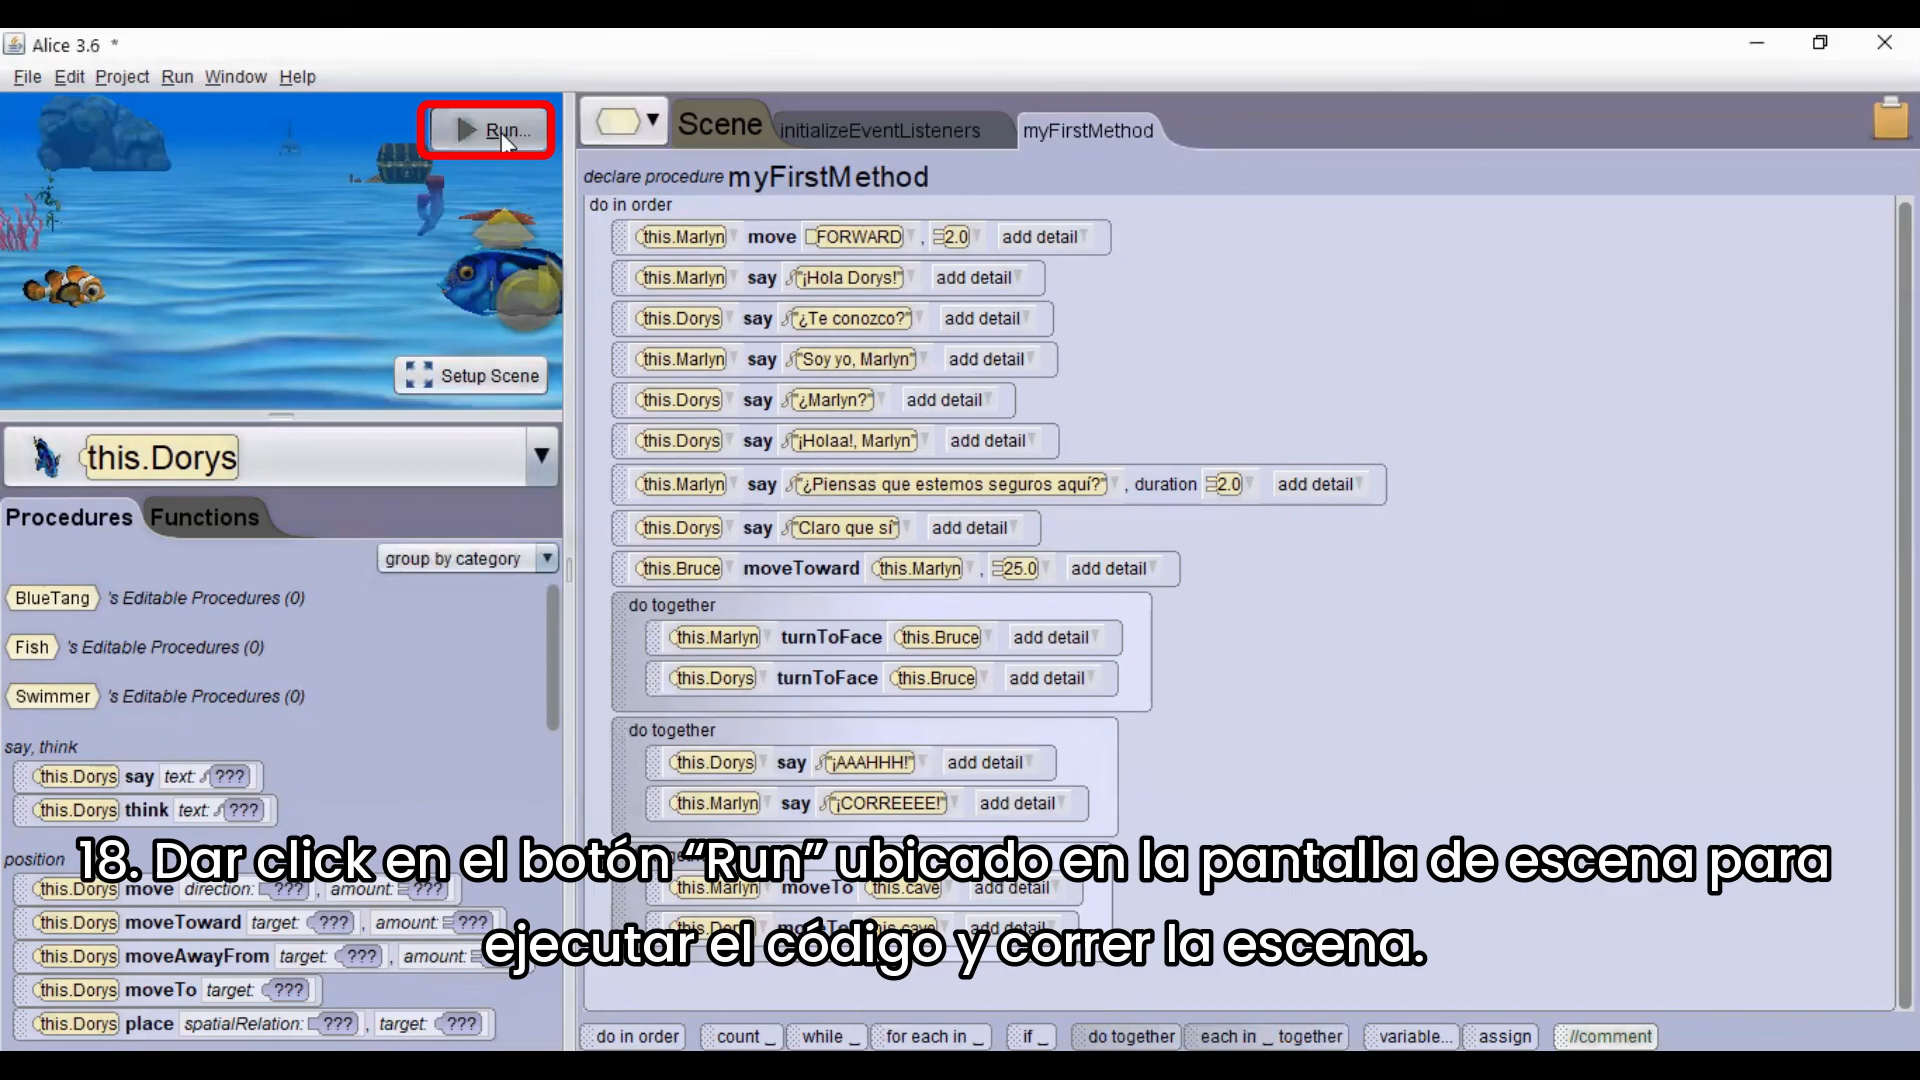 Alice 3.6 *
File Edit Project Run Window Help
Run...
Setup Scene
this.Dorys
Procedures Functions
group by category
BlueTang 's Editable Procedures (0)
Fish 's Editable Procedures (0)
Swimmer 's Editable Procedures (0)
say, think
this.Dorys say text: ???
this.Dorys think text: ???
position
this.Dorys move direction: ???, amount: ???
this.Dorys moveToward target: ???, amount: ???
this.Dorys moveAwayFrom target: ???, amount:
this.Dorys moveTo target: ???
this.Dorys place spatialRelation: ???, target: ???
Scene initializeEventListeners myFirstMethod
declare procedure myFirstMethod
do in order
this.Marlyn move FORWARD, 2.0 add detail
this.Marlyn say "¡Hola Dorys!" add detail
this.Dorys say "¿Te conozco?" add detail
this.Marlyn say "Soy yo, Marlyn" add detail
this.Dorys say "¿Marlyn?" add detail
this.Dorys say "¡Holaa!, Marlyn" add detail
this.Marlyn say "¿Piensas que estemos seguros aquí?", duration 2.0 add detail
this.Dorys say "Claro que sí" add detail
this.Bruce moveToward this.Marlyn, 25.0 add detail
do together
this.Marlyn turnToFace this.Bruce add detail
this.Dorys turnToFace this.Bruce add detail
do together
this.Dorys say "¡AAAHHH!" add detail
this.Marlyn say "¡CORREEEE!" add detail
this.Marlyn moveTo this.cave add detail
this.Dorys moveTo this.cave add detail
do in order count _ while _ for each in _ if _ do together each in _ together variable... assign //comment
18. Dar click en el botón “Run” ubicado en la pantalla de escena para
ejecutar el código y correr la escena.